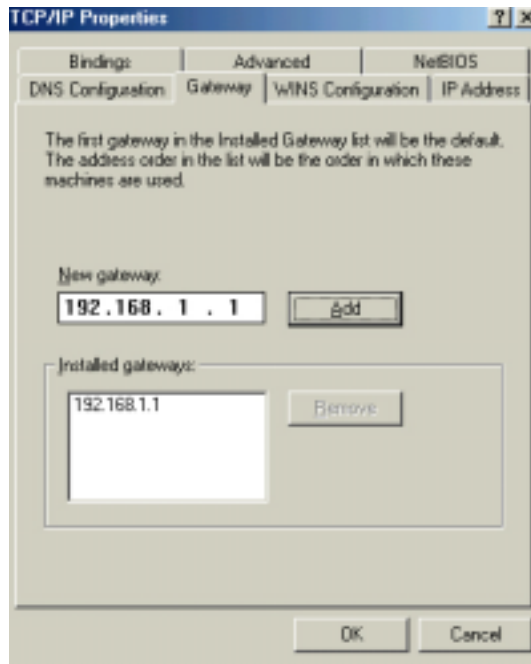 TCP/IP Properties
Bindings Advanced NetBIOS
DNS Configuration Gateway WINS Configuration IP Address
The first gateway in the Installed Gateway list will be the default.
The address order in the list will be the order in which these
machines are used.
New gateway:
192.168. 1 . 1 Add
Installed gateways:
192.168.1.1 Remove
OK Cancel